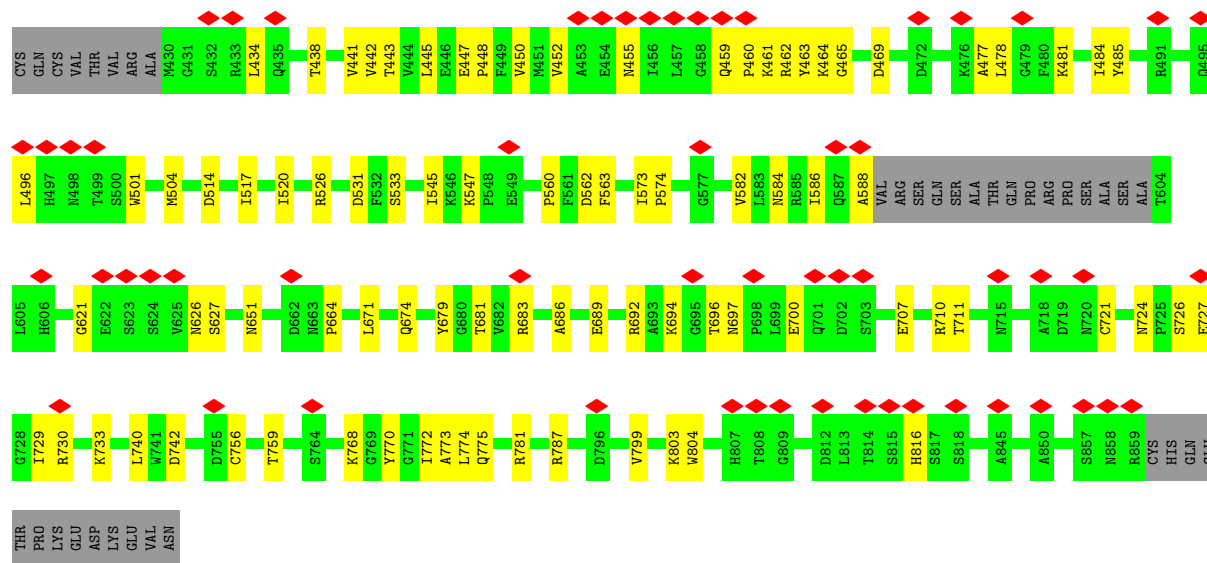 CYS GLN CYS VAL THR VAL ARG ALA M430 G431 S432 R433 L434 Q435 T438 V441 V442 T443 V444 L445 E446 E447 P448 F449 V450 M451 V452 A453 E454 N455 I456 L457 G458 Q459 P460 K461 R462 Y463 K464 G465 D469 D472 K476 A477 L478 G479 F480 K481 I484 Y485 R491 Q495
L496 H497 N498 T499 S500 W501 M504 D514 I517 I520 R526 D531 F532 S533 I545 K546 K547 P548 E549 P560 F561 D562 F563 I573 P574 G577 V582 L583 N584 R585 I586 Q587 A588 VAL ARG SER GLN SER ALA THR GLN PRO ARG PRO SER ALA SER ALA T604
L605 H606 G621 E622 S623 S624 V625 N626 S627 N651 D662 N663 P664 L671 Q674 Y679 G680 T681 V682 R683 A686 E689 R692 A693 K694 G695 T696 W697 P698 L699 E700 Q701 D702 S703 E707 R710 T711 N715 A718 D719 N720 C721 N724 P725 S726 E727
G728 I729 R730 K733 L740 W741 D742 D755 C756 T759 S764 K768 G769 Y770 G771 I772 A773 L774 Q775 R781 R787 D796 V799 K803 W804 H807 T808 G809 D812 L813 T814 S815 H816 S817 S818 A845 A850 S857 N858 R859 CYS HIS GLN
THR PRO LYS GLU ASP LYS GLU VAL ASN